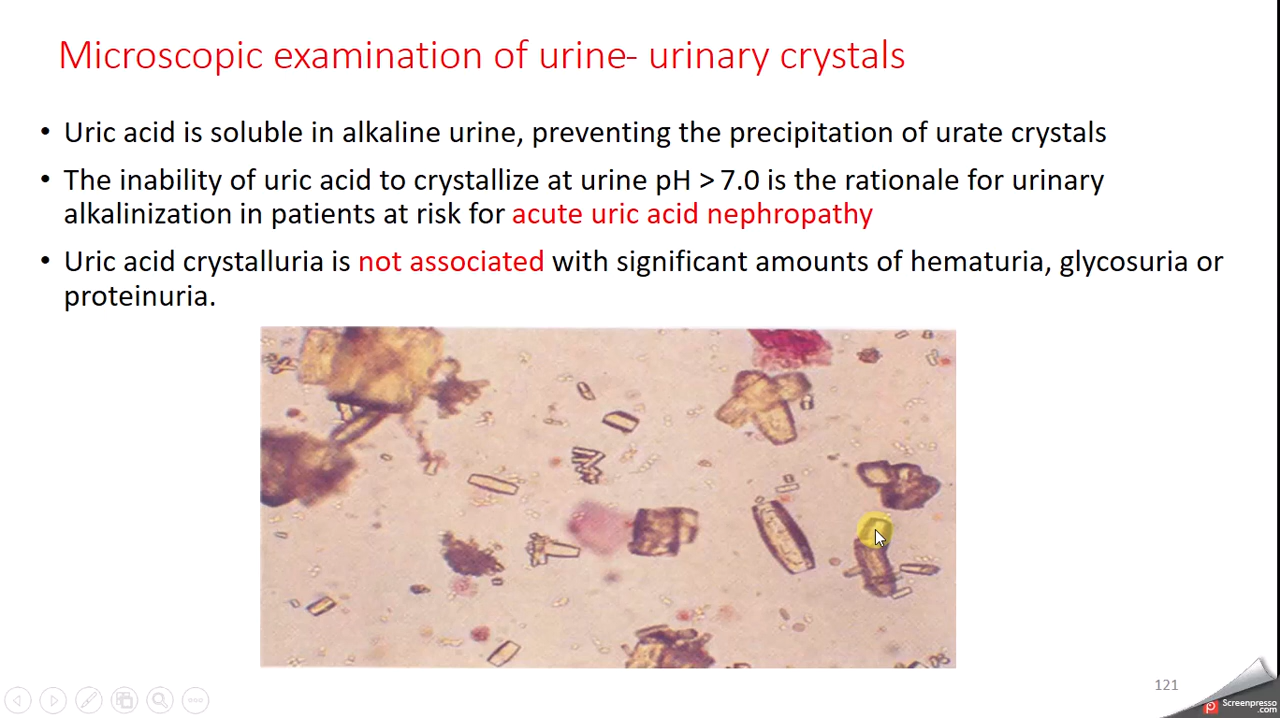 Microscopic examination of urine- urinary crystals
• Uric acid is soluble in alkaline urine, preventing the precipitation of urate crystals
• The inability of uric acid to crystallize at urine pH > 7.0 is the rationale for urinary
alkalinization in patients at risk for acute uric acid nephropathy
• Uric acid crystalluria is not associated with significant amounts of hematuria, glycosuria or
proteinuria.
121
Screenpresso
.com